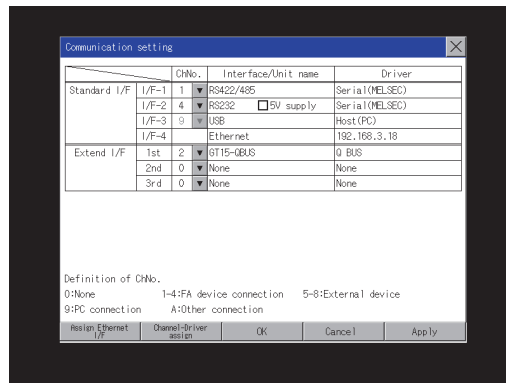 Communication setting
ChNo. Interface/Unit name Driver
Standard I/F I/F-1 1 RS422/485 Serial(MELSEC)
I/F-2 4 RS232 5V supply Serial(MELSEC)
I/F-3 9 USB Host(PC)
I/F-4 Ethernet 192.168.3.18
Extend I/F 1st 2 GT15-QBUS Q BUS
2nd 0 None None
3rd 0 None None
Definition of ChNo.
0:None 1-4:FA device connection 5-8:External device
9:PC connection A:Other connection
Assign Ethernet I/F Channel-Driver assign OK Cancel Apply